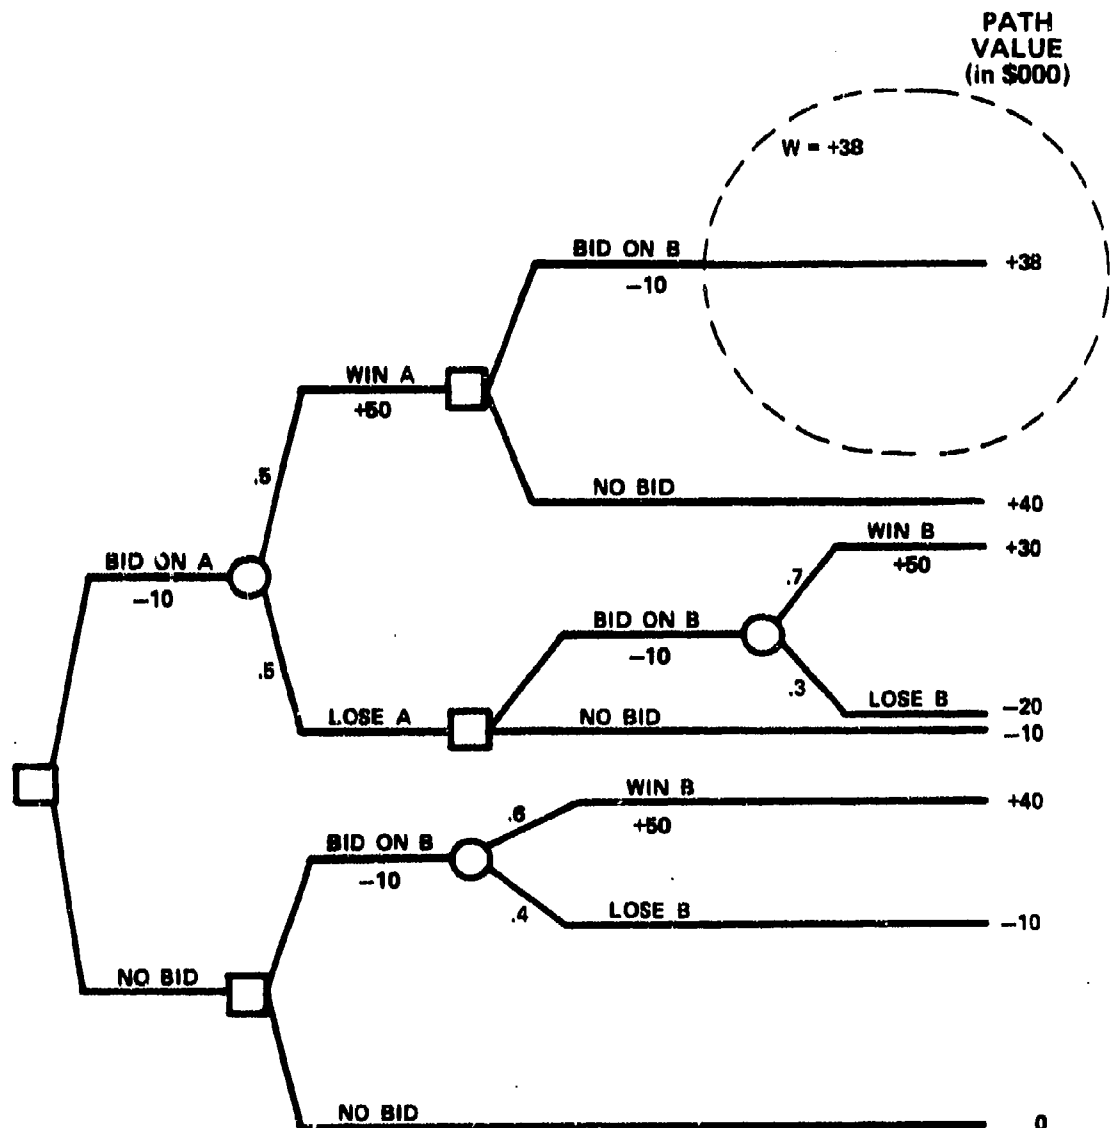 PATH
VALUE
(in $000)
W = +38
BID ON B
-10
+38
WIN A
+50
.5
NO BID
+40
WIN B
+50
+30
BID ON A
-10
.7
BID ON B
-10
.5
.3
LOSE B
-20
LOSE A
NO BID
-10
WIN B
+50
+40
.6
BID ON B
-10
.4
LOSE B
-10
NO BID
NO BID
0